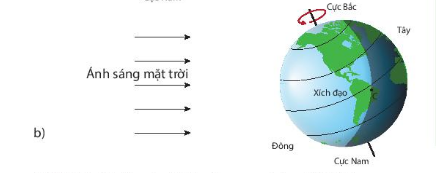 Cực Bắc
Tây
Ánh sáng mặt trời
Xích đạo
C
b)
Đông
Cực Nam